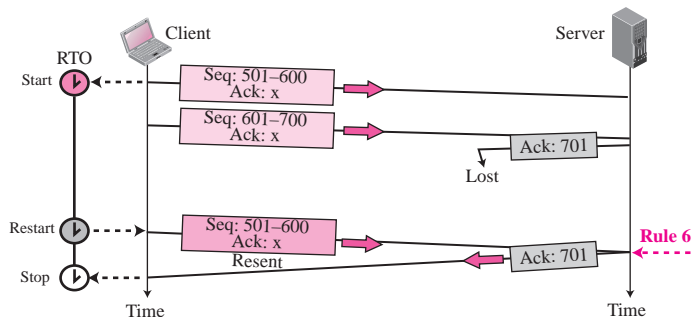 Client
Server
RTO
Start
Seq: 501–600
Ack: x
Seq: 601–700
Ack: x
Ack: 701
Lost
Restart
Seq: 501–600
Ack: x
Resent
Rule 6
Ack: 701
Stop
Time
Time